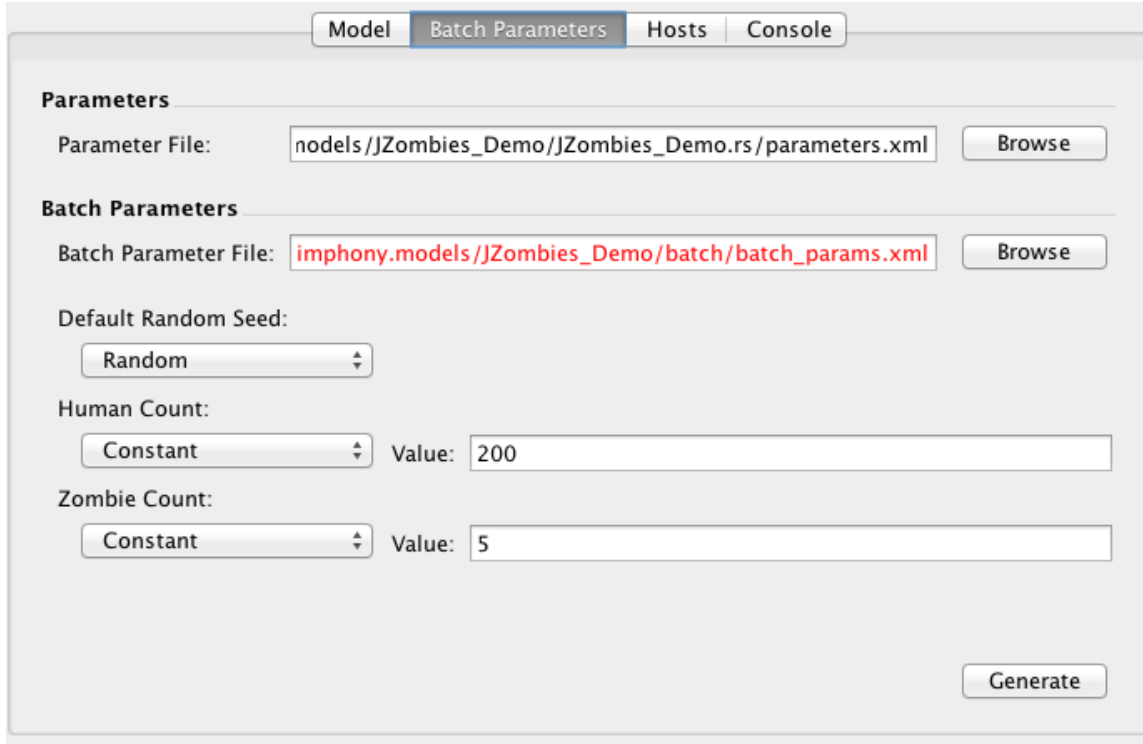 Model Batch Parameters Hosts Console
Parameters
Parameter File: models/JZombies_Demo/JZombies_Demo.rs/parameters.xml Browse
Batch Parameters
Batch Parameter File: imphony.models/JZombies_Demo/batch/batch_params.xml Browse
Default Random Seed:
Random
Human Count:
Constant Value: 200
Zombie Count:
Constant Value: 5
Generate